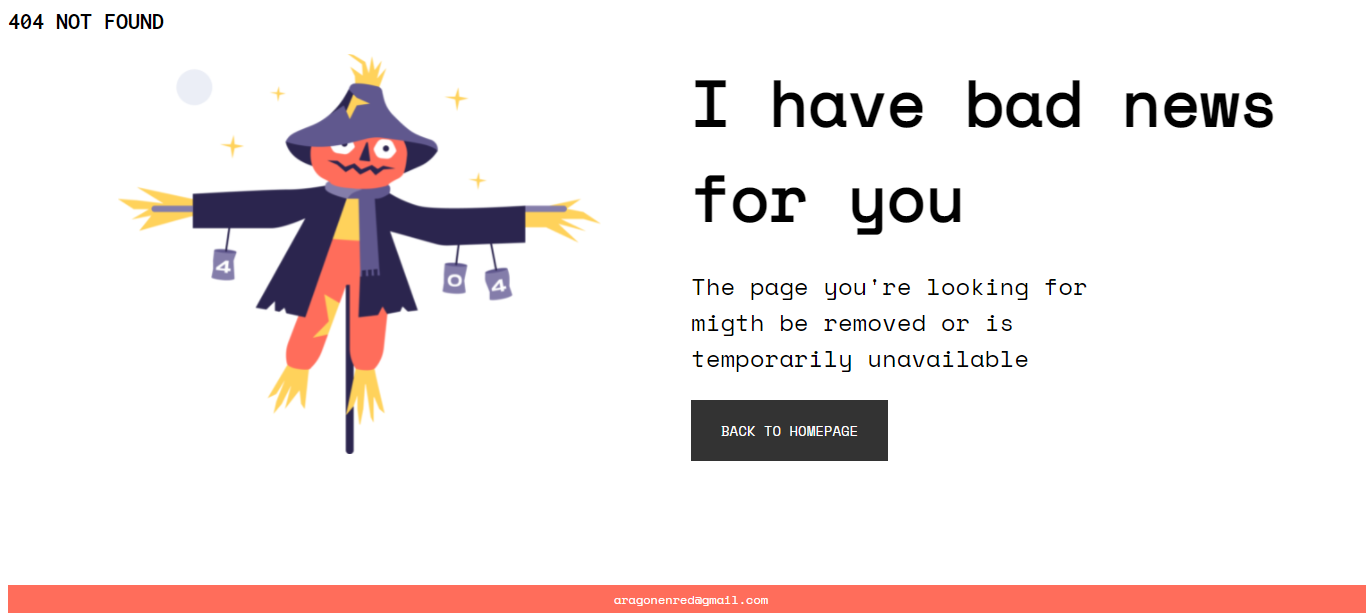 404 NOT FOUND
I have bad news
for you
4
0
4
The page you're looking for
migth be removed or is
temporarily unavailable
BACK TO HOMEPAGE
aragonenred@gmail.com